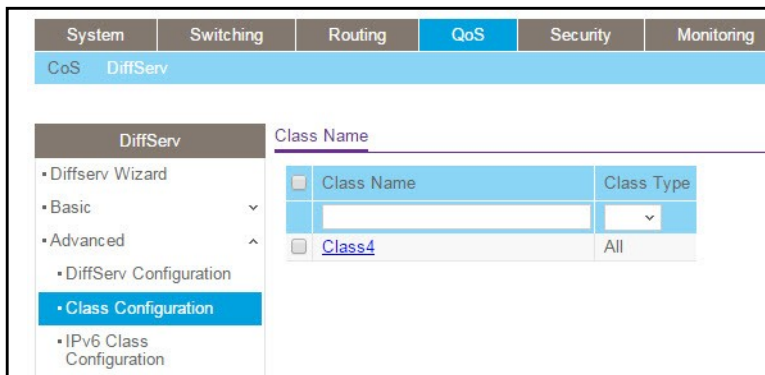 System Switching Routing QoS Security Monitoring
CoS DiffServ
DiffServ
▪ Diffserv Wizard
▪ Basic
▪ Advanced
▪ DiffServ Configuration
▪ Class Configuration
▪ IPv6 Class
Configuration
Class Name
Class Name Class Type
Class4 All